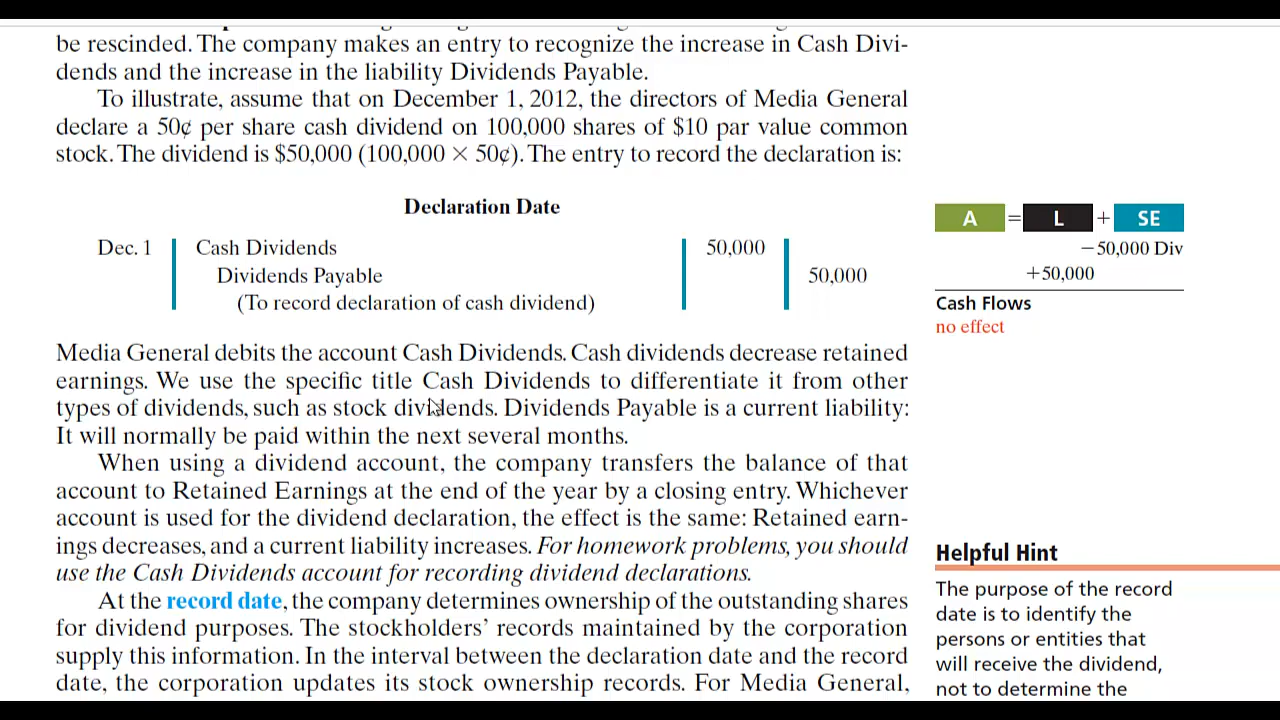 be rescinded. The company makes an entry to recognize the increase in Cash Divi-
dends and the increase in the liability Dividends Payable.
To illustrate, assume that on December 1, 2012, the directors of Media General
declare a 50¢ per share cash dividend on 100,000 shares of $10 par value common
stock. The dividend is $50,000 (100,000 × 50¢). The entry to record the declaration is:
Declaration Date
Dec. 1 Cash Dividends 50,000
Dividends Payable 50,000
(To record declaration of cash dividend)
A = L + SE
−50,000 Div
+50,000
Cash Flows
no effect
Media General debits the account Cash Dividends. Cash dividends decrease retained
earnings. We use the specific title Cash Dividends to differentiate it from other
types of dividends, such as stock dividends. Dividends Payable is a current liability:
It will normally be paid within the next several months.
When using a dividend account, the company transfers the balance of that
account to Retained Earnings at the end of the year by a closing entry. Whichever
account is used for the dividend declaration, the effect is the same: Retained earn-
ings decreases, and a current liability increases. For homework problems, you should
use the Cash Dividends account for recording dividend declarations.
At the record date, the company determines ownership of the outstanding shares
for dividend purposes. The stockholders' records maintained by the corporation
supply this information. In the interval between the declaration date and the record
date, the corporation updates its stock ownership records. For Media General,
Helpful Hint
The purpose of the record
date is to identify the
persons or entities that
will receive the dividend,
not to determine the